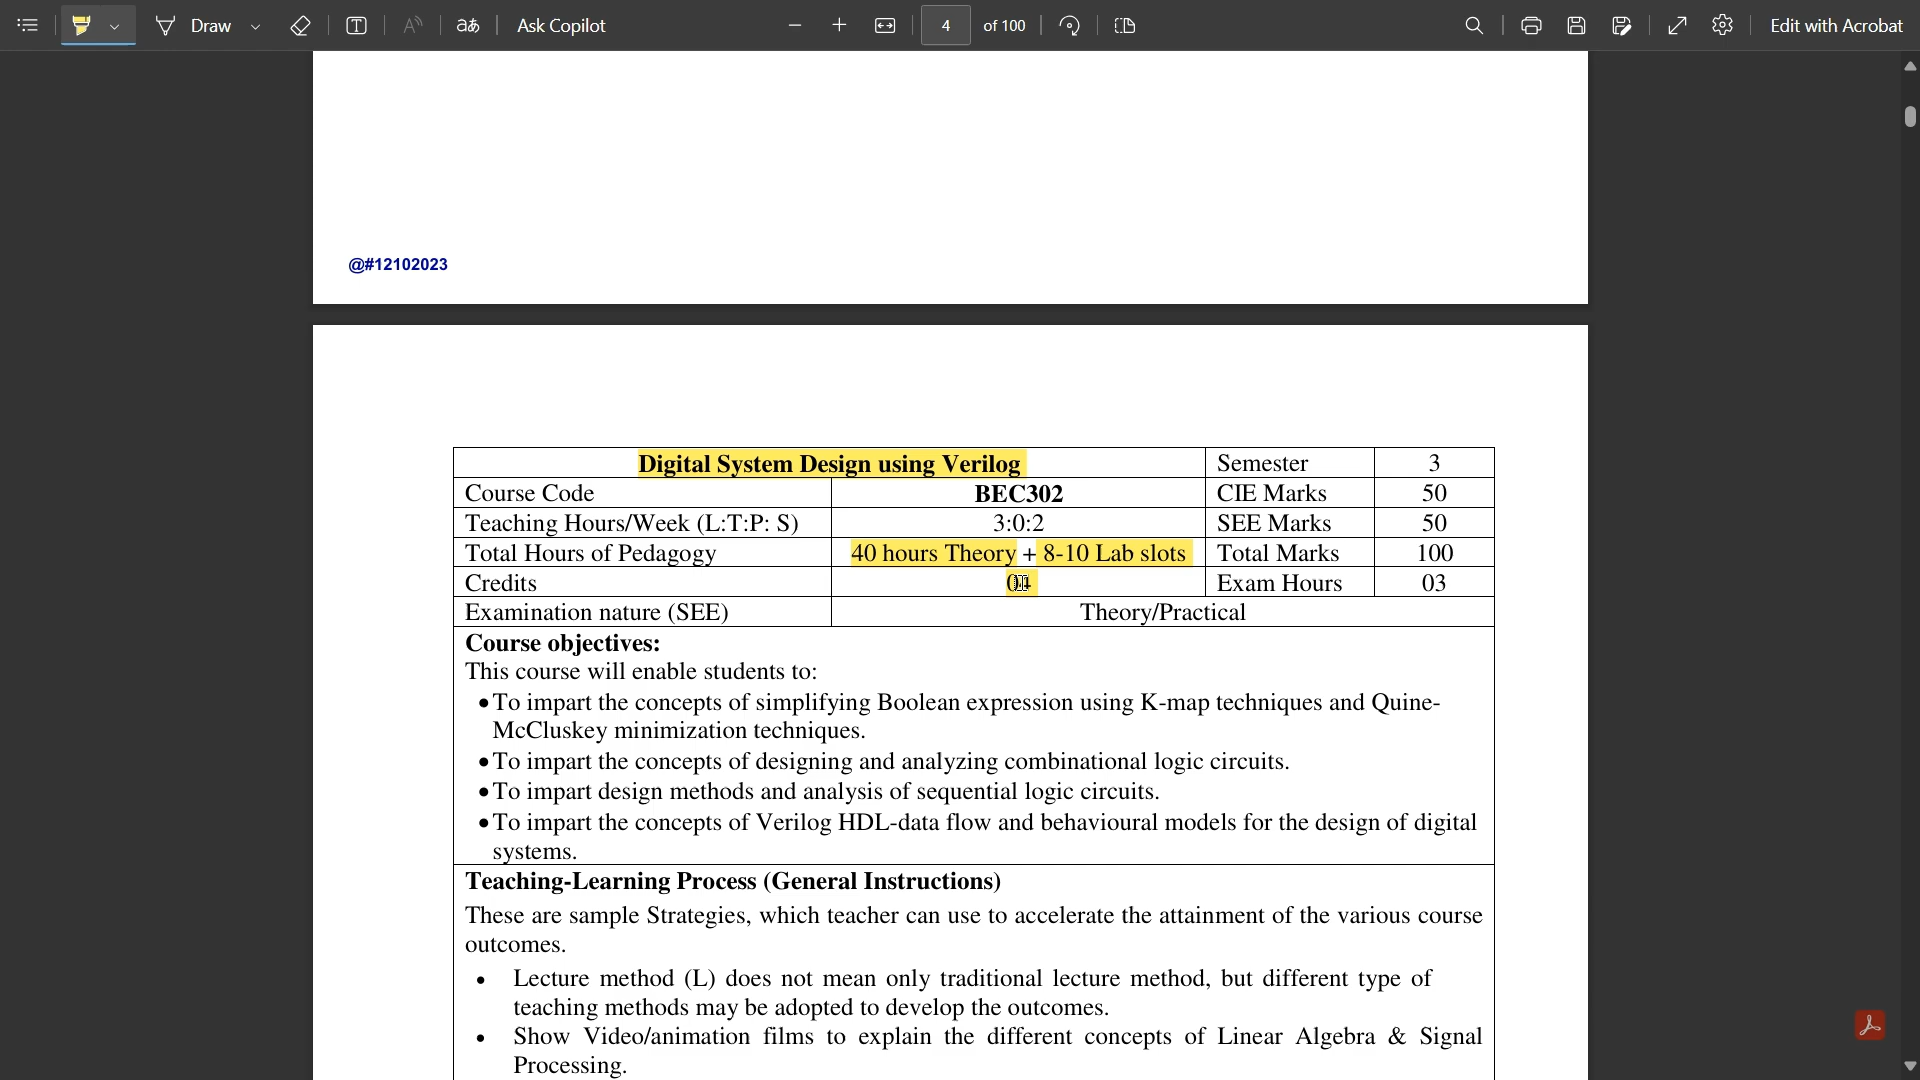 Draw
Ask Copilot
4 of 100
Edit with Acrobat
@#12102023
Digital System Design using Verilog Semester 3
Course Code BEC302 CIE Marks 50
Teaching Hours/Week (L:T:P: S) 3:0:2 SEE Marks 50
Total Hours of Pedagogy 40 hours Theory + 8-10 Lab slots Total Marks 100
Credits 04 Exam Hours 03
Examination nature (SEE) Theory/Practical
Course objectives:
This course will enable students to:
• To impart the concepts of simplifying Boolean expression using K-map techniques and Quine-
McCluskey minimization techniques.
• To impart the concepts of designing and analyzing combinational logic circuits.
• To impart design methods and analysis of sequential logic circuits.
• To impart the concepts of Verilog HDL-data flow and behavioural models for the design of digital
systems.
Teaching-Learning Process (General Instructions)
These are sample Strategies, which teacher can use to accelerate the attainment of the various course
outcomes.
• Lecture method (L) does not mean only traditional lecture method, but different type of
teaching methods may be adopted to develop the outcomes.
• Show Video/animation films to explain the different concepts of Linear Algebra & Signal
Processing.